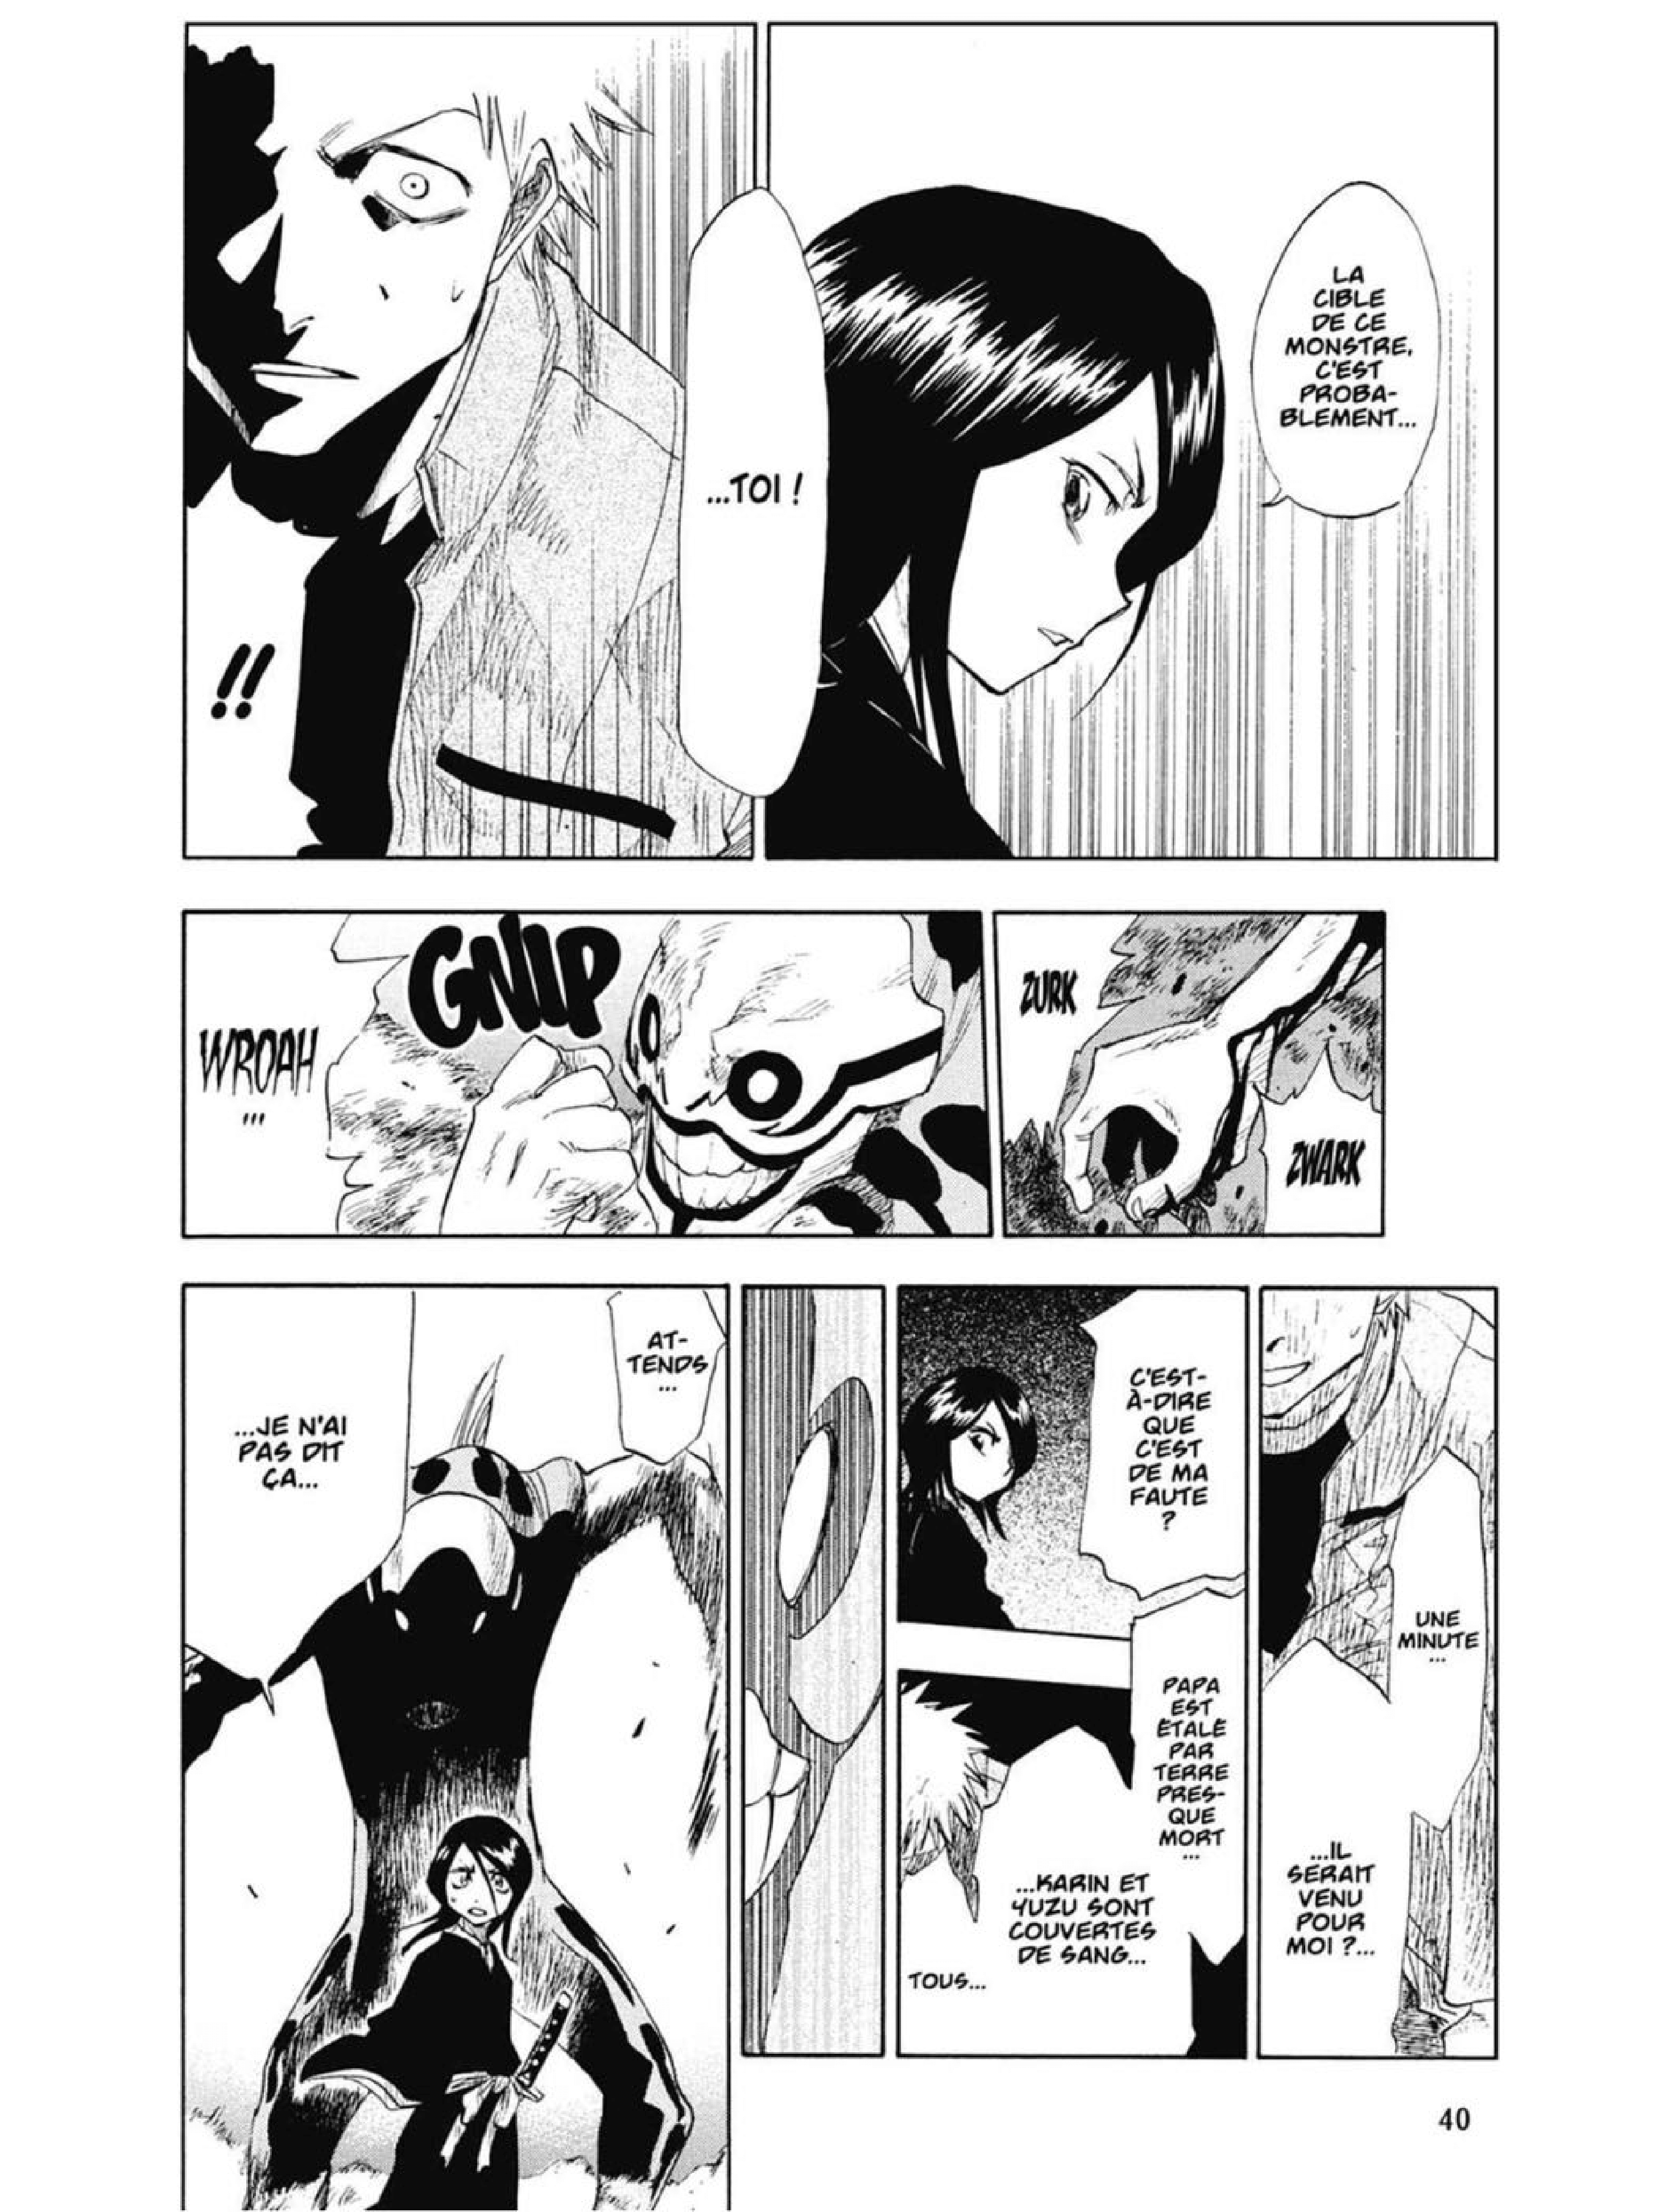 LA
CIBLE
DE CE
MONSTRE,
C'EST
PROBA-
BLEMENT...
...TOI !
!!
ZURK
ZWARK
GNIP
WROAH
...
UNE
MINUTE
...
...IL
SERAIT
VENU
POUR
MOI ?...
C'EST-
À-DIRE
QUE
C'EST
DE MA
FAUTE
?
PAPA
EST
ÉTALÉ
PAR
TERRE
PRES-
QUE
MORT
...
...KARIN ET
YUZU SONT
COUVERTES
DE SANG...
TOUS...
AT-
TENDS
...
...JE N'AI
PAS DIT
ÇA...
40